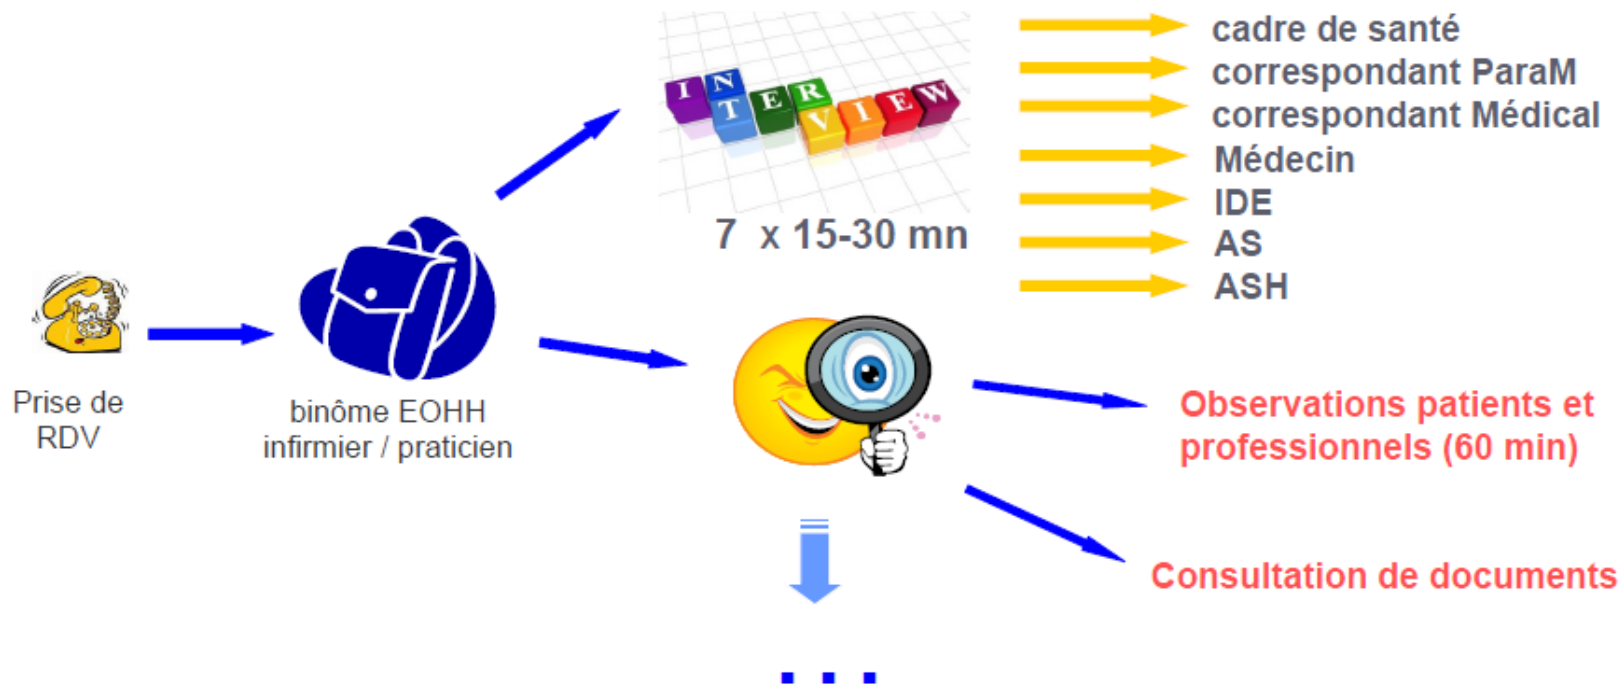 Prise de
RDV
binôme EOHH
infirmier / praticien
INTERVIEW
7 x 15-30 mn
cadre de santé
correspondant ParaM
correspondant Médical
Médecin
IDE
AS
ASH
Observations patients et
professionnels (60 min)
Consultation de documents
...